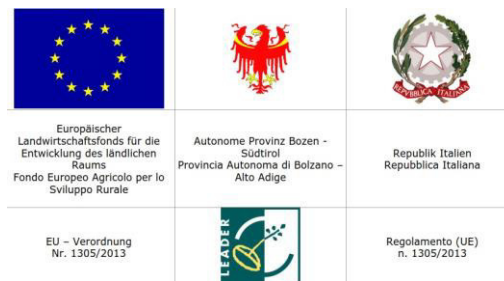 REPVBBLICA ITALIANA
Europäischer
Landwirtschaftsfonds für die
Entwicklung des ländlichen
Raums
Fondo Europeo Agricolo per lo
Sviluppo Rurale
Autonome Provinz Bozen -
Südtirol
Provincia Autonoma di Bolzano –
Alto Adige
Republik Italien
Repubblica Italiana
EU – Verordnung
Nr. 1305/2013
LEADER
Regolamento (UE)
n. 1305/2013